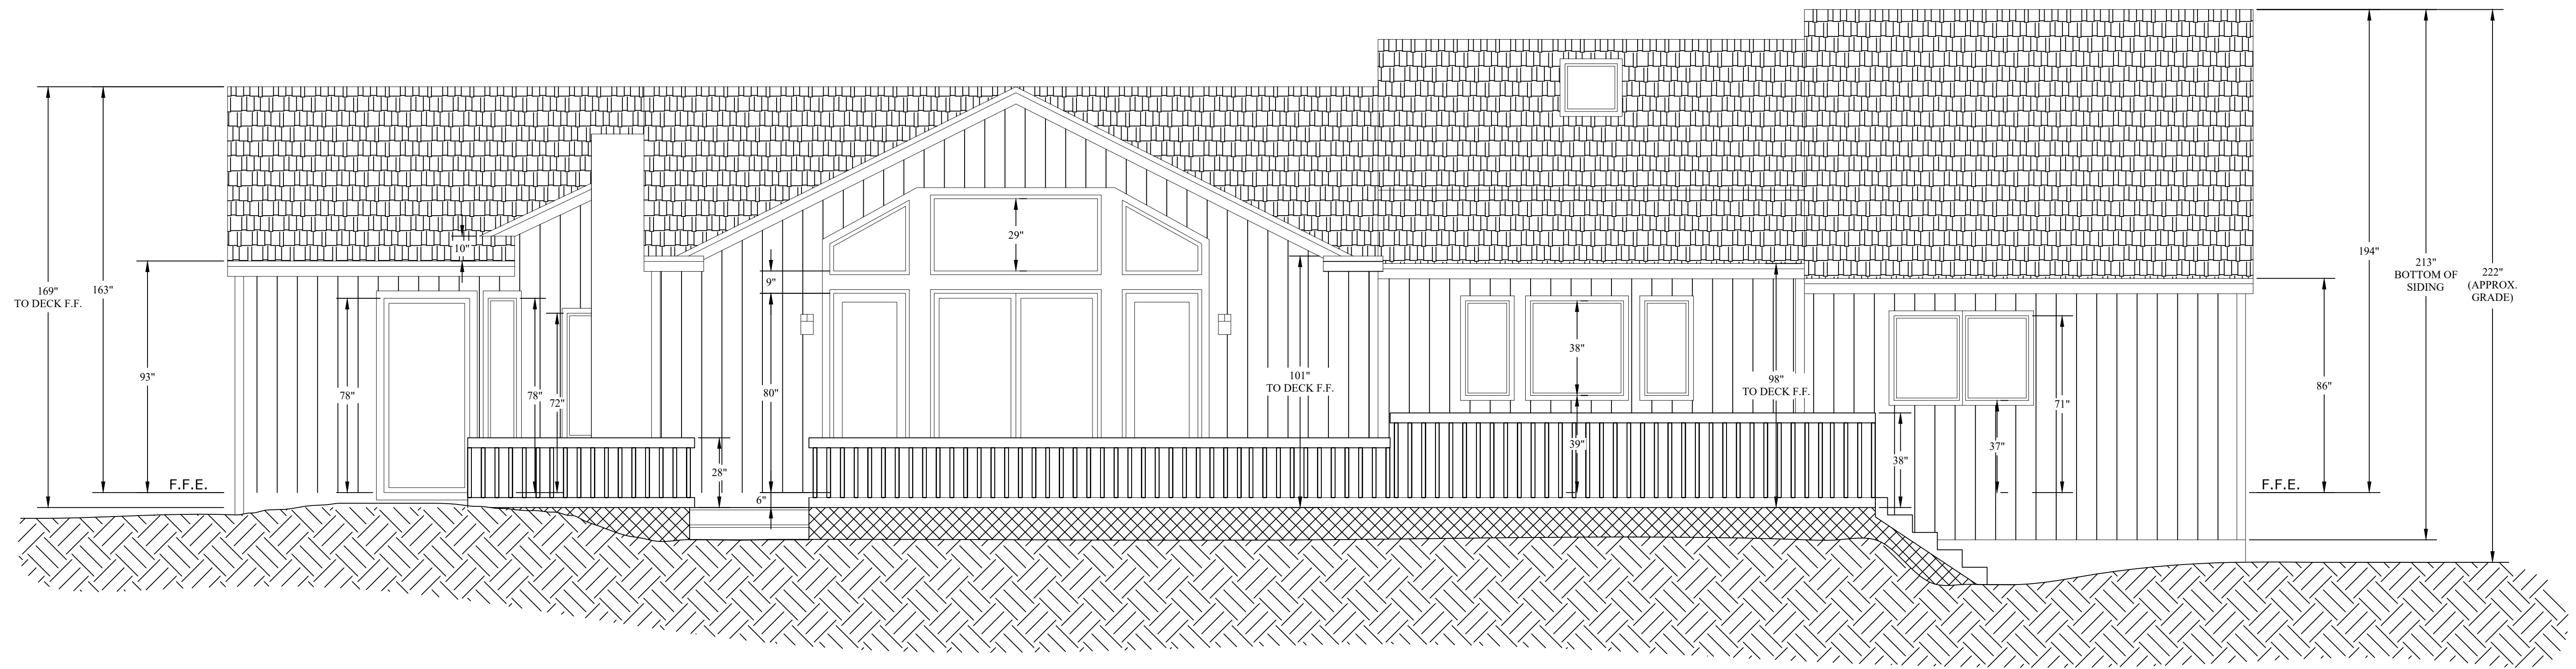 169"
TO DECK F.F.
163"
93"
F.F.E.
10"
78"
78"
72"
28"
9"
80"
6"
29"
101"
TO DECK F.F.
38"
39"
98"
TO DECK F.F.
38"
37"
71"
86"
F.F.E.
194"
213"
BOTTOM OF
SIDING
222"
(APPROX.
GRADE)